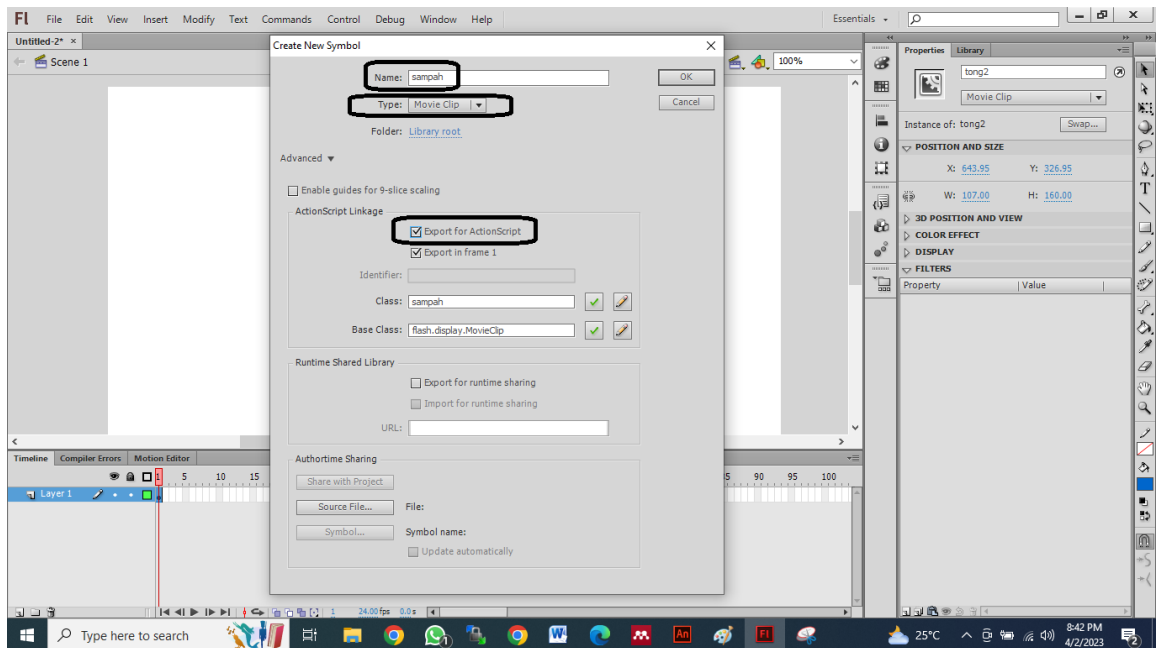 Fl File Edit View Insert Modify Text Commands Control Debug Window Help Essentials
Untitled-2* ×
Scene 1
100%
Create New Symbol
Name: sampah
OK
Type: Movie Clip
Cancel
Folder: Library root
Advanced
Enable guides for 9-slice scaling
ActionScript Linkage
Export for ActionScript
Export in frame 1
Identifier:
Class: sampah
Base Class: flash.display.MovieClip
Runtime Shared Library
Export for runtime sharing
Import for runtime sharing
URL:
Authortime Sharing
Share with Project
Source File... File:
Symbol... Symbol name:
Update automatically
Properties Library
tong2
Movie Clip
Instance of: tong2 Swap...
POSITION AND SIZE
X: 643.95 Y: 326.95
W: 107.00 H: 160.00
3D POSITION AND VIEW
COLOR EFFECT
DISPLAY
FILTERS
Property Value
T
Timeline Compiler Errors Motion Editor
1 5 10 15 85 90 95 100
Layer 1
1 24.00 fps 0.0 s
Type here to search
W
An
Fl
25°C
8:42 PM
4/2/2023
2